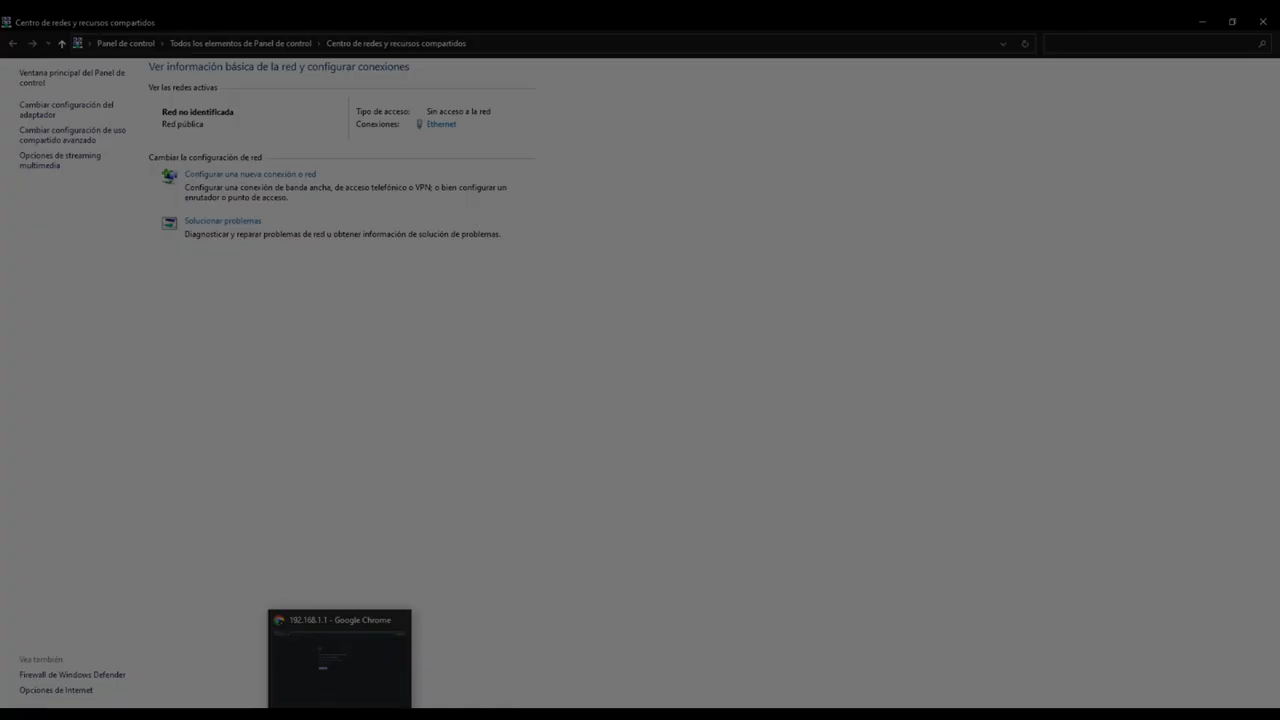 Centro de redes y recursos compartidos
Panel de control
Todos los elementos de Panel de control
Centro de redes y recursos compartidos
Ventana principal del Panel de
control
Cambiar configuración del
adaptador
Cambiar configuración de uso
compartido avanzado
Opciones de streaming
multimedia
Ver información básica de la red y configurar conexiones
Ver las redes activas
Red no identificada
Red pública
Tipo de acceso: Sin acceso a la red
Conexiones: Ethernet
Cambiar la configuración de red
Configurar una nueva conexión o red
Configurar una conexión de banda ancha, de acceso telefónico o VPN; o bien configurar un
enrutador o punto de acceso.
Solucionar problemas
Diagnosticar y reparar problemas de red u obtener información de solución de problemas.
192.168.1.1 - Google Chrome
Vea también
Firewall de Windows Defender
Opciones de Internet